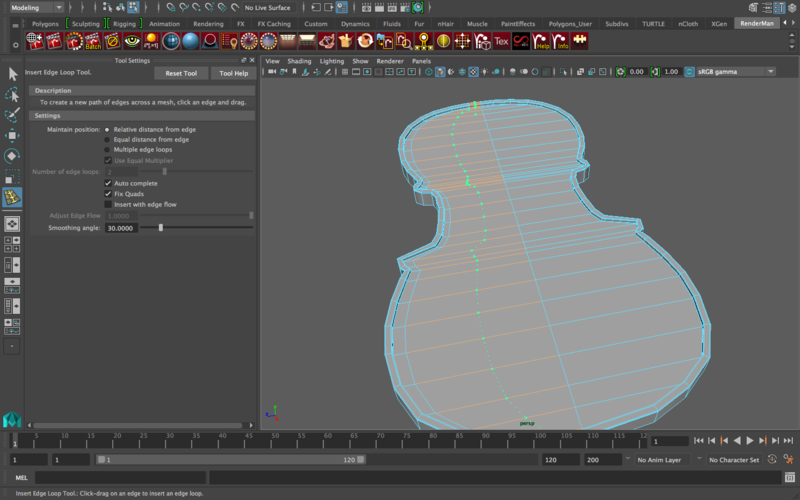 Modeling
No Live Surface
Polygons Sculpting Rigging Animation Rendering FX FX Caching Custom Dynamics Fluids Fur nHair Muscle PaintEffects Polygons_User Subdivs TURTLE nCloth XGen RenderMan
Batch Tex Help Info
Tool Settings
Insert Edge Loop Tool. Reset Tool Tool Help
Description
To create a new path of edges across a mesh, click an edge and drag.
Settings
Maintain position: Relative distance from edge
Equal distance from edge
Multiple edge loops
Use Equal Multiplier
Number of edge loops: 2
Auto complete
Fix Quads
Insert with edge flow
Adjust Edge Flow 1.0000
Smoothing angle: 30.0000
View Shading Lighting Show Renderer Panels
0.00 1.00 sRGB gamma
persp
1 5 10 15 20 25 30 35 40 45 50 55 60 65 70 75 80 85 90 95 100 105 110 115 12 1
1 1 1 120 120 200 No Anim Layer No Character Set
MEL
Insert Edge Loop Tool.: Click-drag on an edge to insert an edge loop.